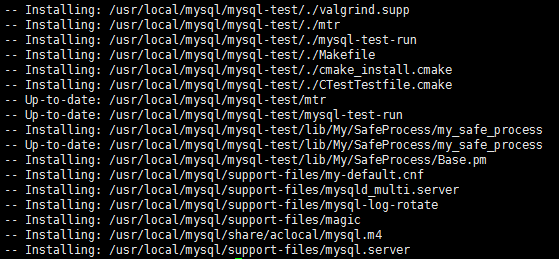 -- Installing: /usr/local/mysql/mysql-test/./valgrind.supp
-- Installing: /usr/local/mysql/mysql-test/./mtr
-- Installing: /usr/local/mysql/mysql-test/./mysql-test-run
-- Installing: /usr/local/mysql/mysql-test/./Makefile
-- Installing: /usr/local/mysql/mysql-test/./cmake_install.cmake
-- Installing: /usr/local/mysql/mysql-test/./CTestTestfile.cmake
-- Up-to-date: /usr/local/mysql/mysql-test/mtr
-- Up-to-date: /usr/local/mysql/mysql-test/mysql-test-run
-- Installing: /usr/local/mysql/mysql-test/lib/My/SafeProcess/my_safe_process
-- Up-to-date: /usr/local/mysql/mysql-test/lib/My/SafeProcess/my_safe_process
-- Installing: /usr/local/mysql/mysql-test/lib/My/SafeProcess/Base.pm
-- Installing: /usr/local/mysql/support-files/my-default.cnf
-- Installing: /usr/local/mysql/support-files/mysqld_multi.server
-- Installing: /usr/local/mysql/support-files/mysql-log-rotate
-- Installing: /usr/local/mysql/support-files/magic
-- Installing: /usr/local/mysql/share/aclocal/mysql.m4
-- Installing: /usr/local/mysql/support-files/mysql.server